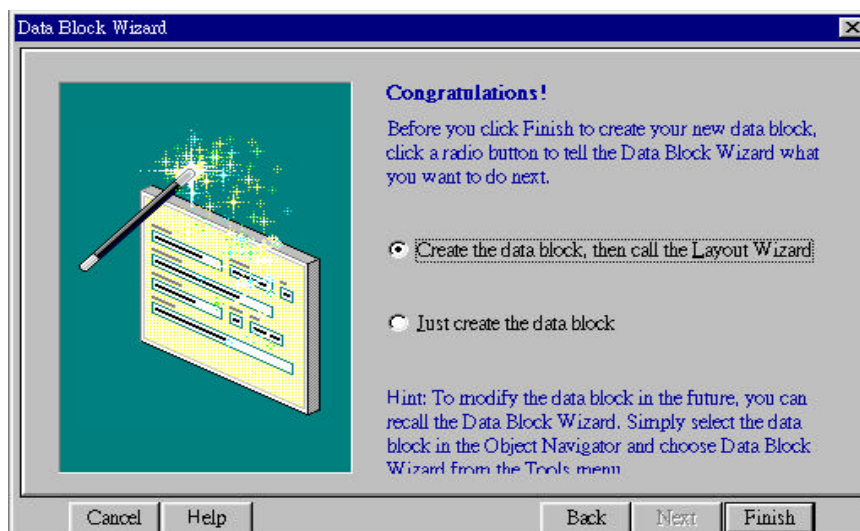 Data Block Wizard
Congratulations!
Before you click Finish to create your new data block,
click a radio button to tell the Data Block Wizard what
you want to do next.
Create the data block, then call the Layout Wizard
Just create the data block
Hint: To modify the data block in the future, you can
recall the Data Block Wizard. Simply select the data
block in the Object Navigator and choose Data Block
Wizard from the Tools menu
Cancel Help Back Next Finish